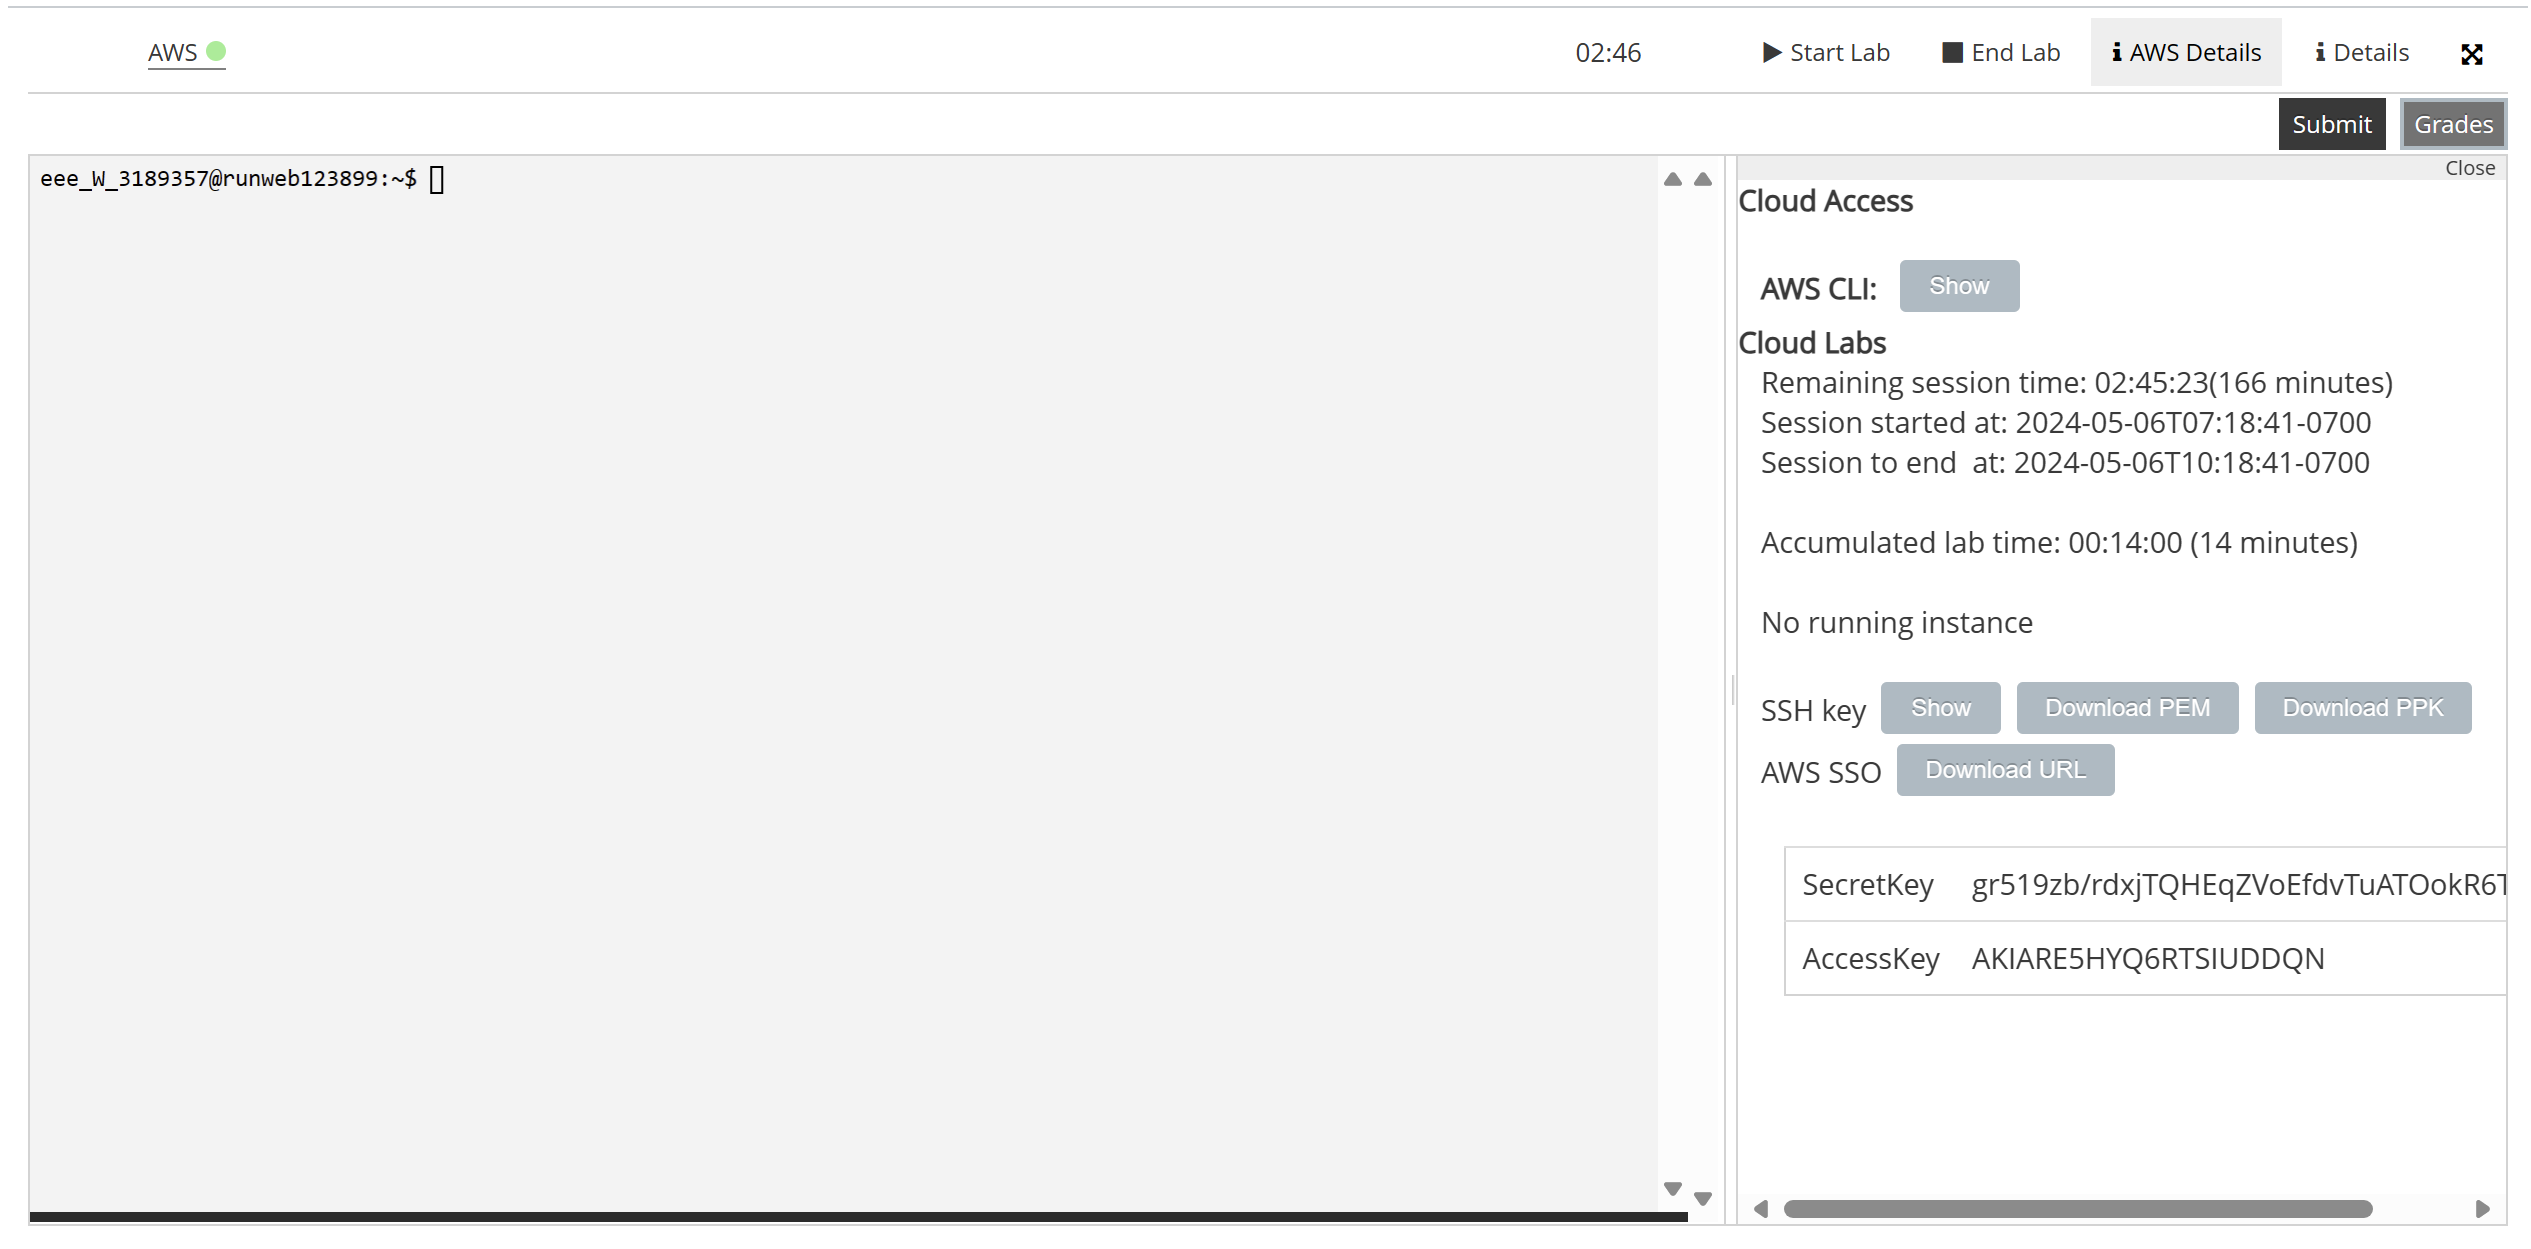 AWS
02:46
Start Lab
End Lab
AWS Details
Details
Submit
Grades
eee_W_3189357@runweb123899:~$
Close
Cloud Access
AWS CLI:
Show
Cloud Labs
Remaining session time: 02:45:23(166 minutes)
Session started at: 2024-05-06T07:18:41-0700
Session to end  at: 2024-05-06T10:18:41-0700
Accumulated lab time: 00:14:00 (14 minutes)
No running instance
SSH key Show Download PEM Download PPK
AWS SSO Download URL
SecretKey gr519zb/rdxjTQHEqZVoEfdvTuATOokR6T
AccessKey AKIARE5HYQ6RTSIUDDQN